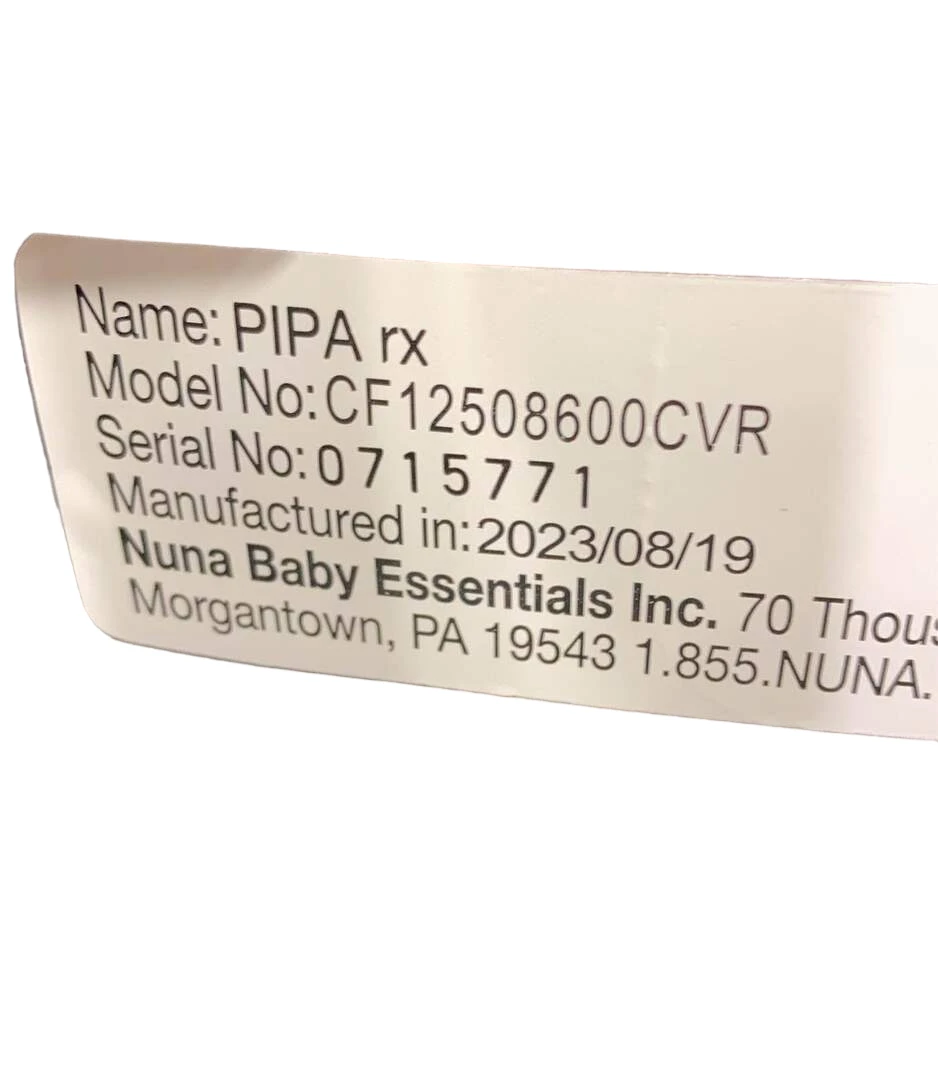 Name: PIPA rx
Model No:CF12508600CVR
Serial No:0715771
Manufactured in:2023/08/19
Nuna Baby Essentials Inc. 70
Morgantown, PA 19543 1.855.NUNA.